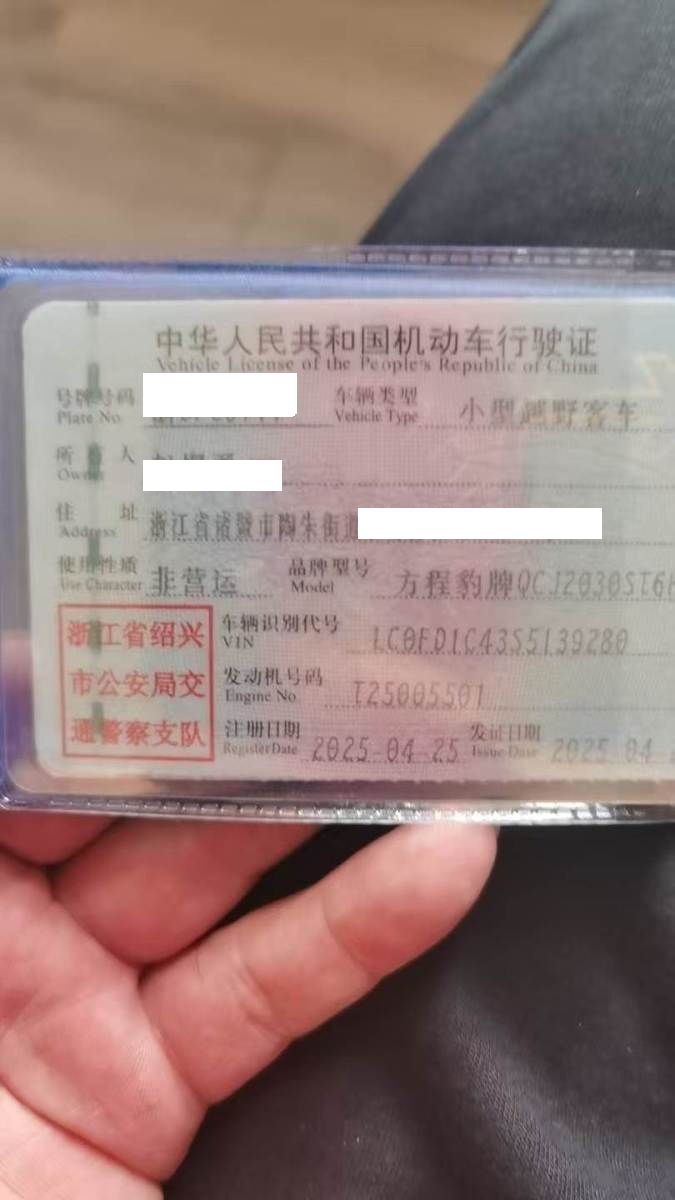 中华人民共和国机动车行驶证
Vehicle License of the People's Republic of China
号牌号码
Plate No.
车辆类型 小型越野客车
Vehicle Type
所 人
Owner
住 址 浙江省诸暨市陶朱街道
Address
使用性质 非营运
Use Character
品牌型号 方程豹牌QCJ2030ST6
Model
浙江省绍兴
市公安局交
通警察支队
车辆识别代号 LC0FD1C43S5139280
VIN
发动机号码 T25005501
Engine No.
注册日期 2025-04-25
Register Date
发证日期 2025-04
Issue Date